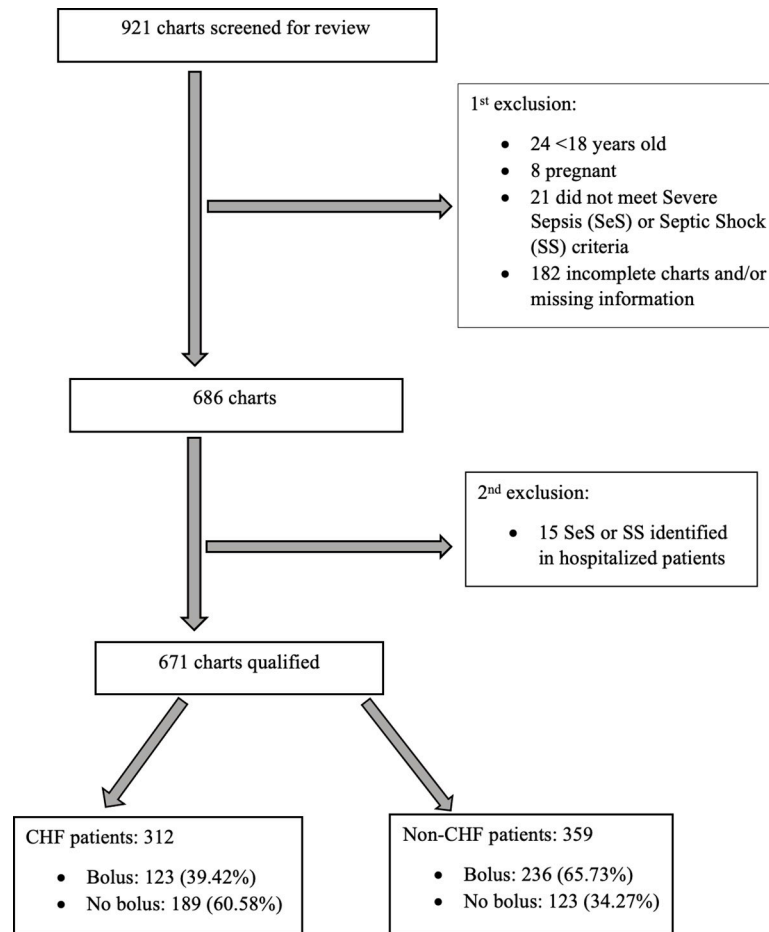 921 charts screened for review
1st exclusion:
• 24 <18 years old
• 8 pregnant
• 21 did not meet Severe
Sepsis (SeS) or Septic Shock
(SS) criteria
• 182 incomplete charts and/or
missing information
686 charts
2nd exclusion:
• 15 SeS or SS identified
in hospitalized patients
671 charts qualified
CHF patients: 312
• Bolus: 123 (39.42%)
• No bolus: 189 (60.58%)
Non-CHF patients: 359
• Bolus: 236 (65.73%)
• No bolus: 123 (34.27%)